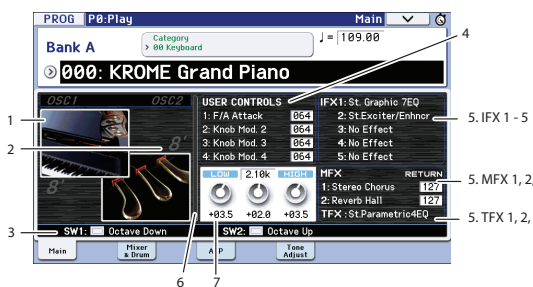 PROG P0:Play Main
Bank A
Category
00 Keyboard
♩= 109.00
000: KROME Grand Piano
OSC1 OSC2
8'
8'
USER CONTROLS
1: F/A Attack 064
2: Knob Mod. 2 064
3: Knob Mod. 3 064
4: Knob Mod. 4 064
LOW 2.10k HIGH
+03.5 +02.0 +03.5
IFX1: St. Graphic 7EQ
2: St.Exciter/Enhncr
3: No Effect
4: No Effect
5: No Effect
MFX RETURN
1: Stereo Chorus 127
2: Reverb Hall 127
TFX : St.Parametric4EQ
SW1: Octave Down SW2: Octave Up
Main
Mixer
& Drum
Tone
Adjust
1
2
3
4
5. IFX 1 - 5
5. MFX 1, 2,
5. TFX 1, 2,
6
7